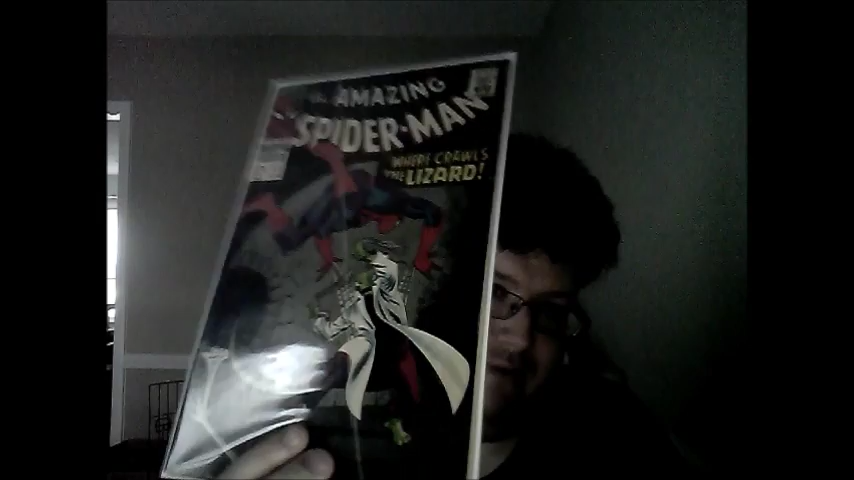 The AMAZING
SPIDER-MAN
WHERE CRAWLS
THE LIZARD!